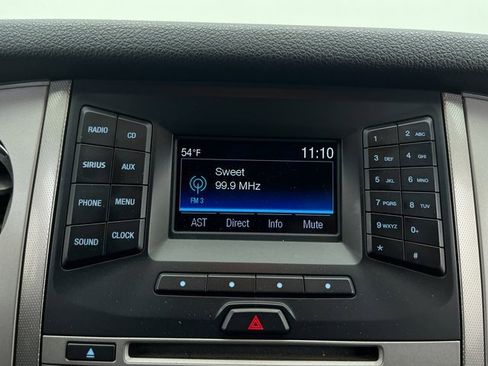 RADIO
CD
SIRIUS
AUX
PHONE
MENU
SOUND
CLOCK
54°F
11:10
Sweet
99.9 MHz
FM 3
AST Direct Info Mute
1
2 ABC
3 DEF
4 GHI
5 JKL
6 MNO
7 PQRS
8 TUV
9 WXYZ
0+
*
#